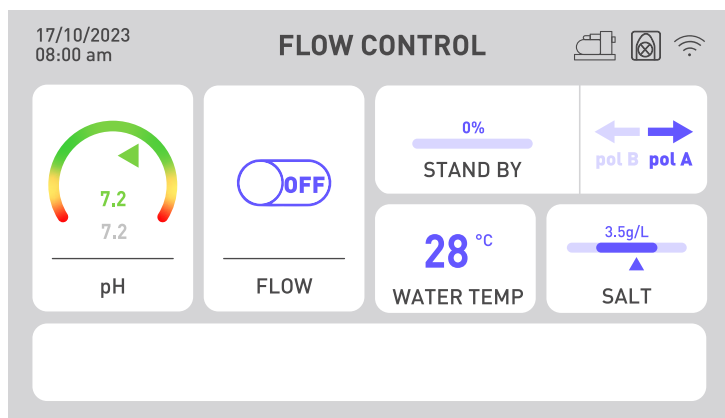 17/10/2023
08:00 am
FLOW CONTROL
7.2
7.2
pH
OFF
FLOW
0%
STAND BY
pol B pol A
28 °C
WATER TEMP
3.5g/L
SALT